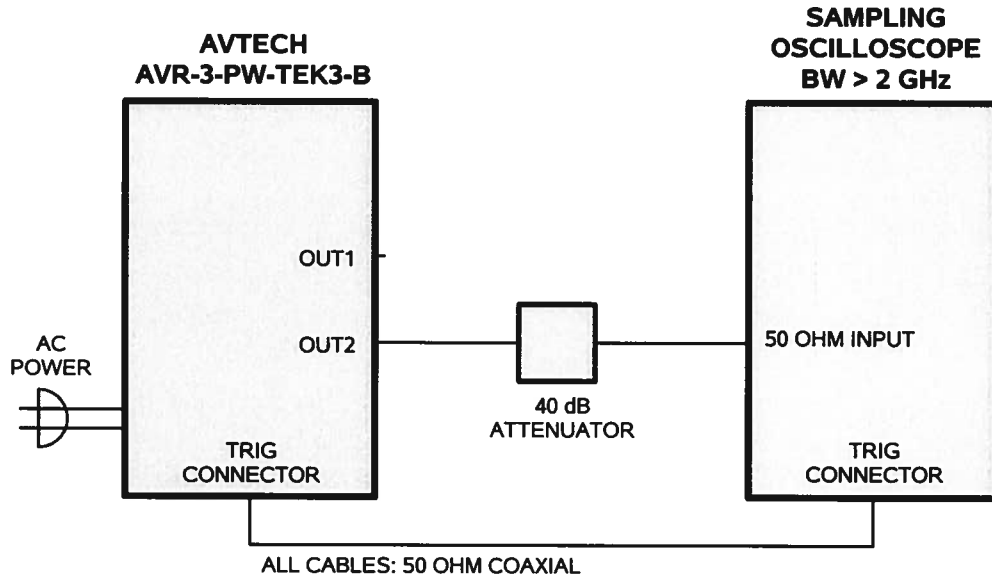 AVTECH
AVR-3-PW-TEK3-B
SAMPLING
OSCILLOSCOPE
BW > 2 GHz
OUT1
OUT2
AC
POWER
50 OHM INPUT
40 dB
ATTENUATOR
TRIG
CONNECTOR
TRIG
CONNECTOR
ALL CABLES: 50 OHM COAXIAL